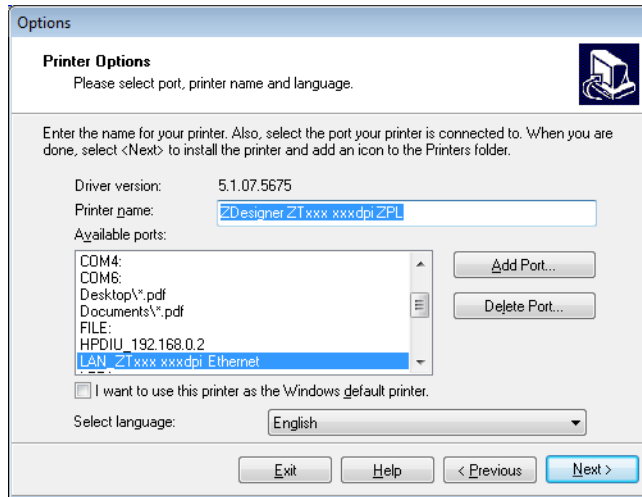 Options
Printer Options
Please select port, printer name and language.
Enter the name for your printer. Also, select the port your printer is connected to. When you are
done, select <Next> to install the printer and add an icon to the Printers folder.
Driver version: 5.1.07.5675
Printer name: ZDesigner ZTxxx xxxdpi ZPL
Available ports:
COM4:
COM6:
Desktop\*.pdf
Documents\*.pdf
FILE:
HPDIU_192.168.0.2
LAN_ZTxxx xxxdpi Ethernet
Add Port...
Delete Port...
I want to use this printer as the Windows default printer.
Select language: English
Exit Help < Previous Next >